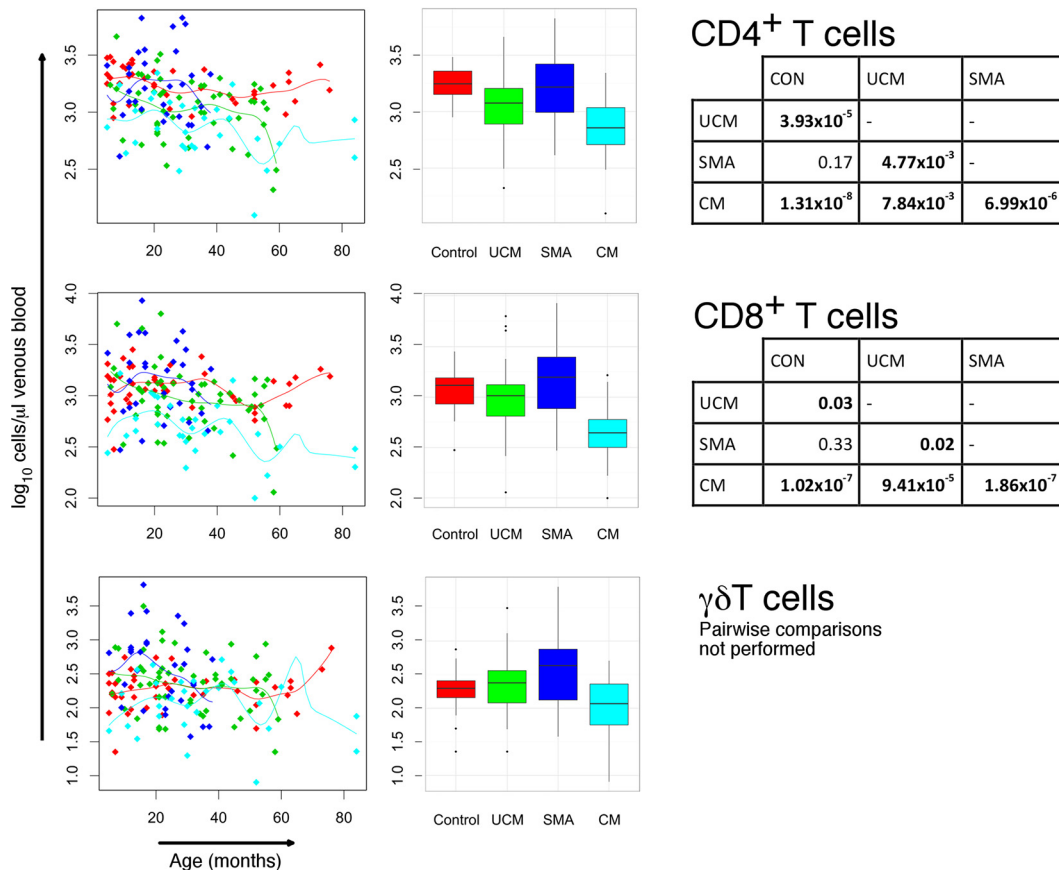 log10 cells/µl venous blood
3.5
3.0
2.5
20 40 60 80
3.5
3.0
2.5
Control UCM SMA CM
CD4+ T cells
CON UCM SMA
UCM 3.93x10-5 - -
SMA 0.17 4.77x10-3 -
CM 1.31x10-8 7.84x10-3 6.99x10-6
4.0
3.5
3.0
2.5
2.0
20 40 60 80
4.0
3.5
3.0
2.5
2.0
Control UCM SMA CM
CD8+ T cells
CON UCM SMA
UCM 0.03 - -
SMA 0.33 0.02 -
CM 1.02x10-7 9.41x10-5 1.86x10-7
3.5
3.0
2.5
2.0
1.5
1.0
20 40 60 80
3.5
3.0
2.5
2.0
1.5
1.0
Control UCM SMA CM
γδT cells
Pairwise comparisons
not performed
Age (months)